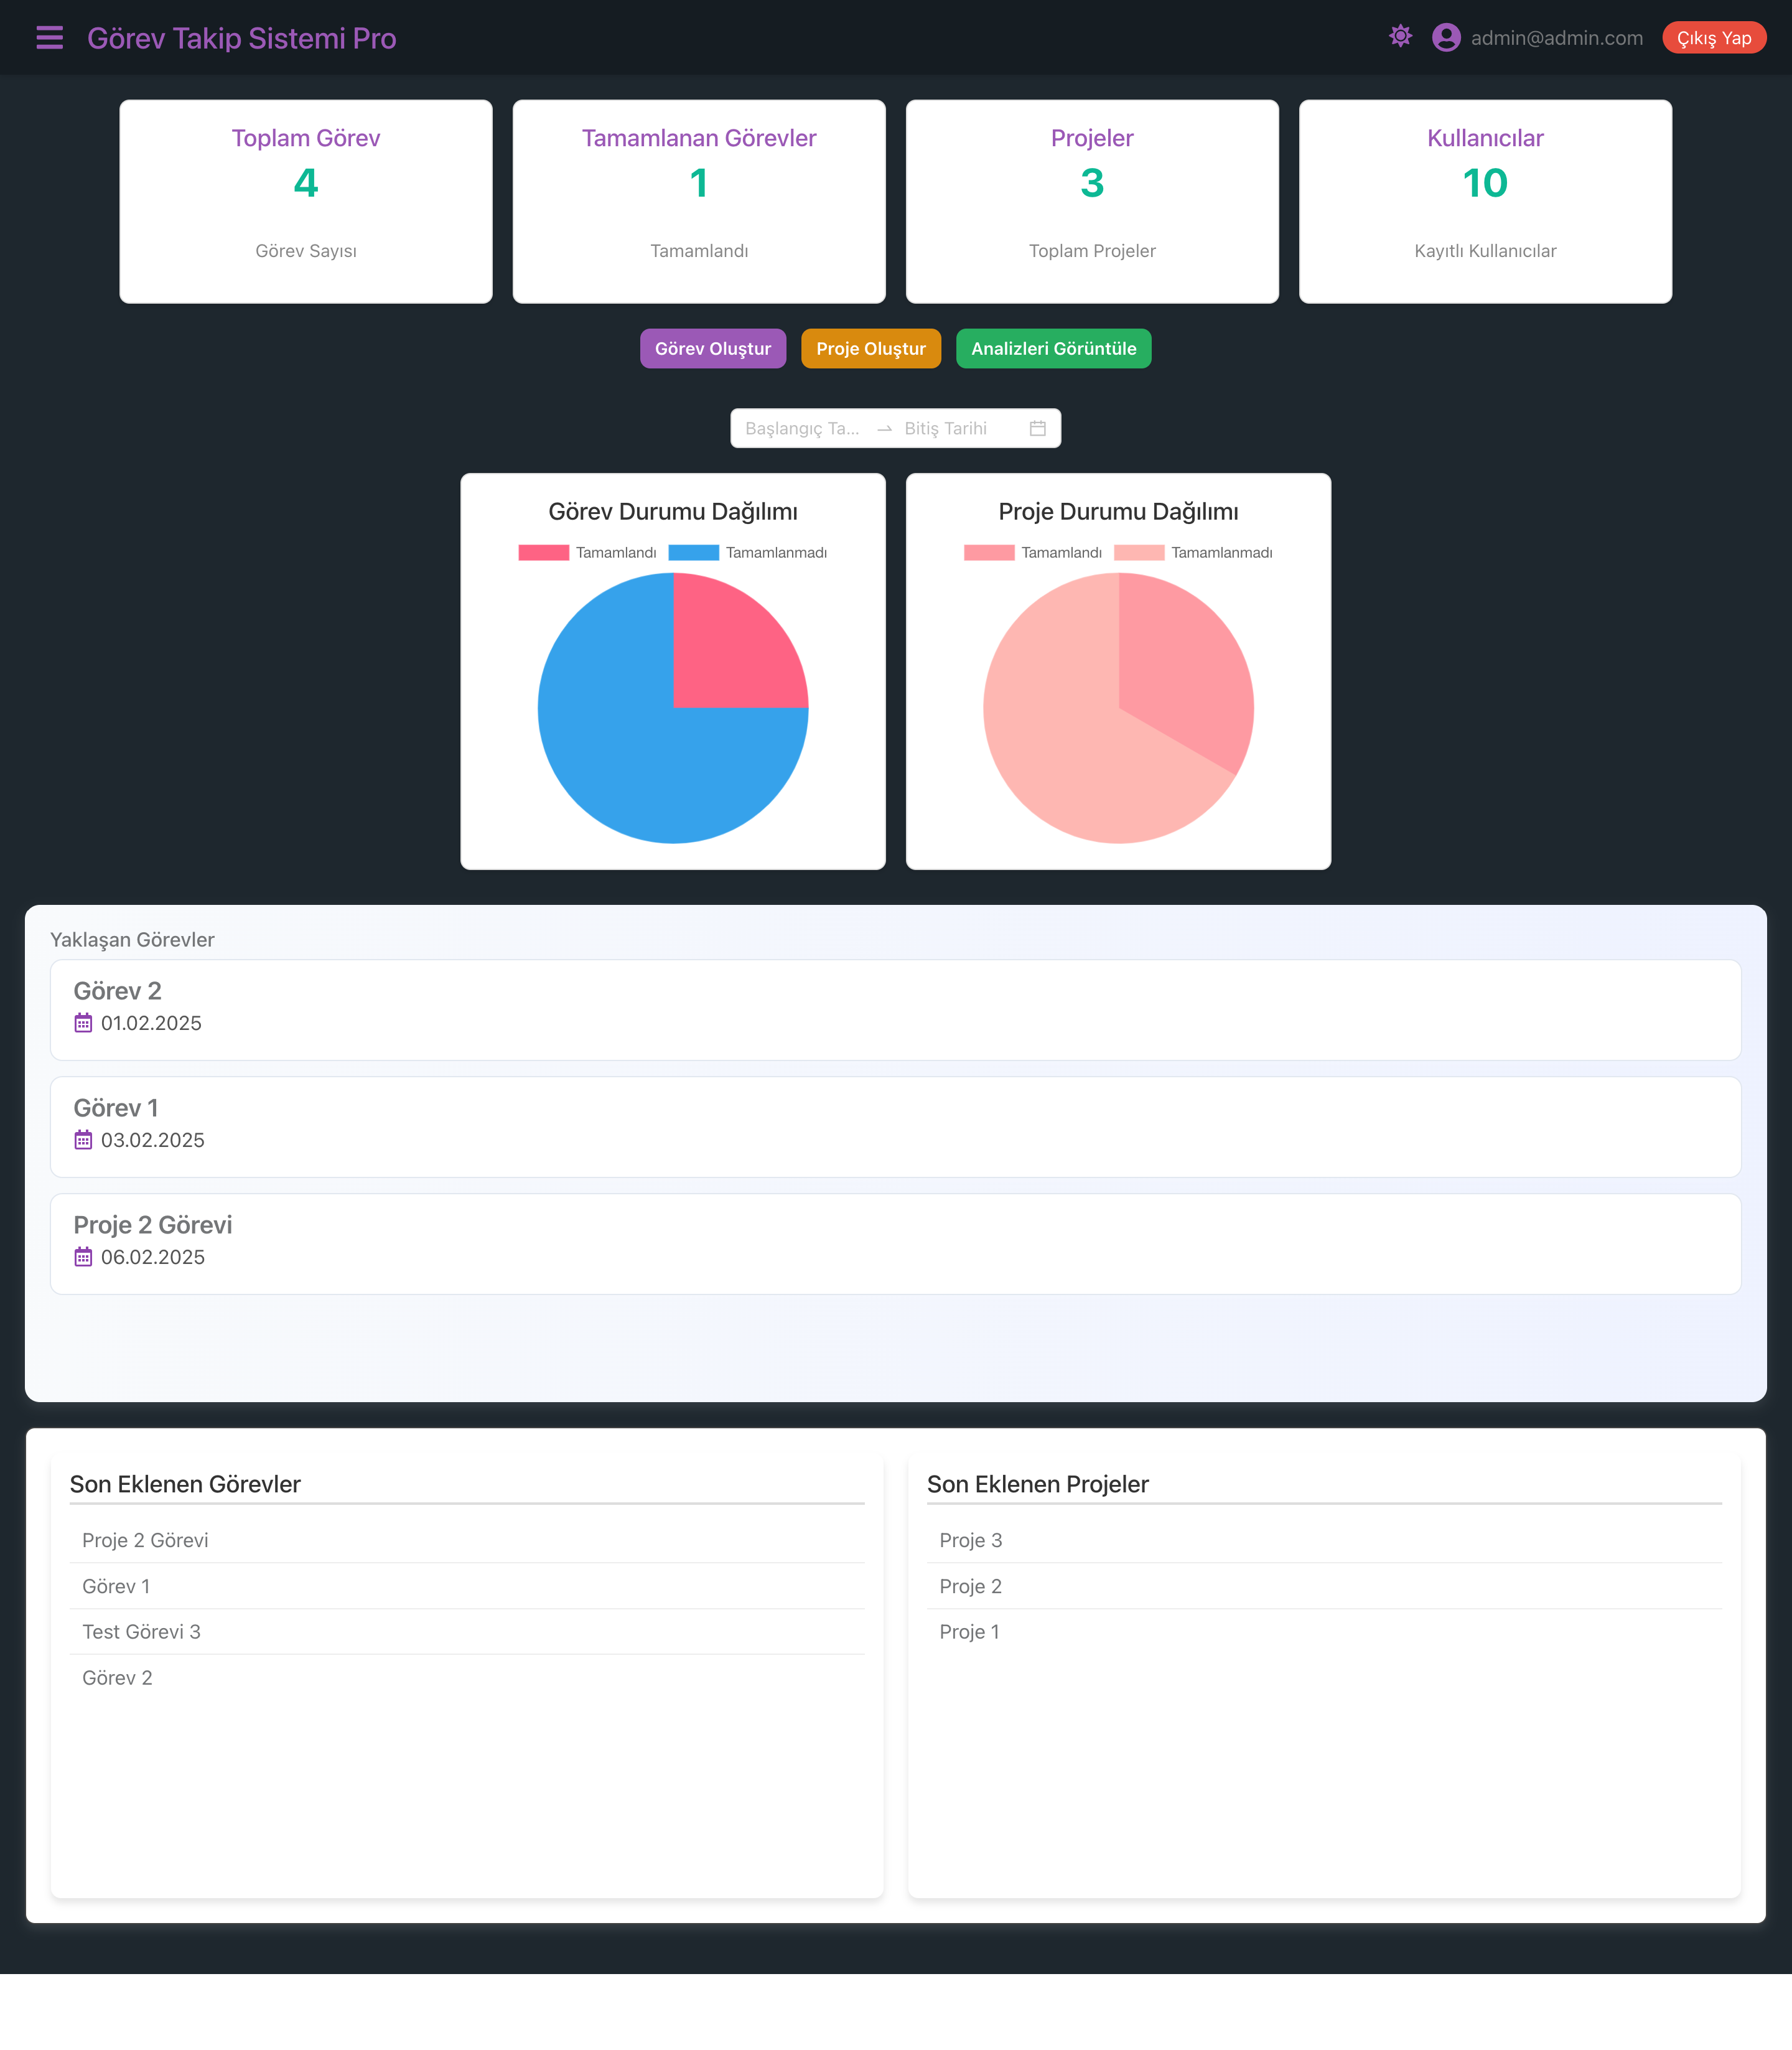 Görev Takip Sistemi Pro
admin@admin.com
Çıkış Yap
Toplam Görev
4
Görev Sayısı
Tamamlanan Görevler
1
Tamamlandı
Projeler
3
Toplam Projeler
Kullanıcılar
10
Kayıtlı Kullanıcılar
Görev Oluştur
Proje Oluştur
Analizleri Görüntüle
Başlangıç Ta...
Bitiş Tarihi
Görev Durumu Dağılımı
Tamamlandı
Tamamlanmadı
Proje Durumu Dağılımı
Tamamlandı
Tamamlanmadı
Yaklaşan Görevler
Görev 2
01.02.2025
Görev 1
03.02.2025
Proje 2 Görevi
06.02.2025
Son Eklenen Görevler
Proje 2 Görevi
Görev 1
Test Görevi 3
Görev 2
Son Eklenen Projeler
Proje 3
Proje 2
Proje 1